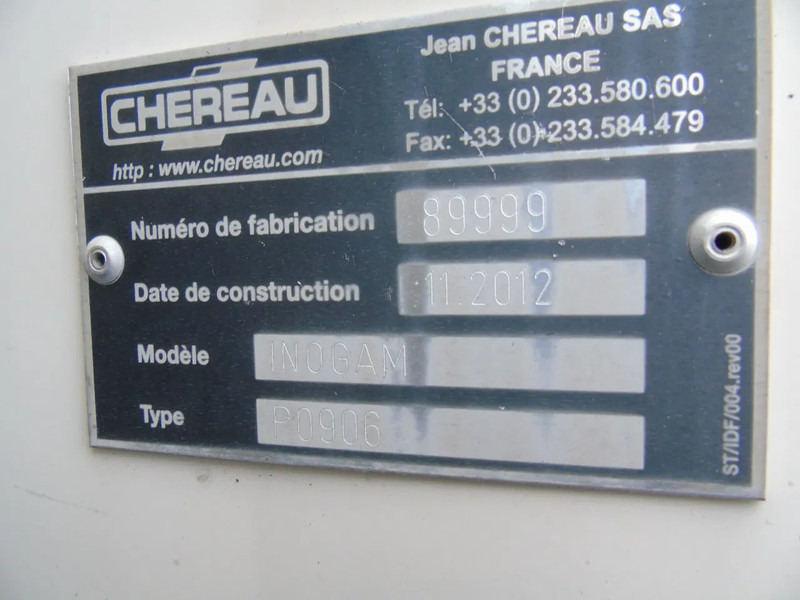 CHEREAU
http : www.chereau.com
Jean CHEREAU SAS
FRANCE
Tél: +33 (0) 233.580.600
Fax: +33 (0) 233.584.479
Numéro de fabrication 89999
Date de construction 11.2012
Modèle INOGAM
Type P0906
ST/IDF/004.rev00